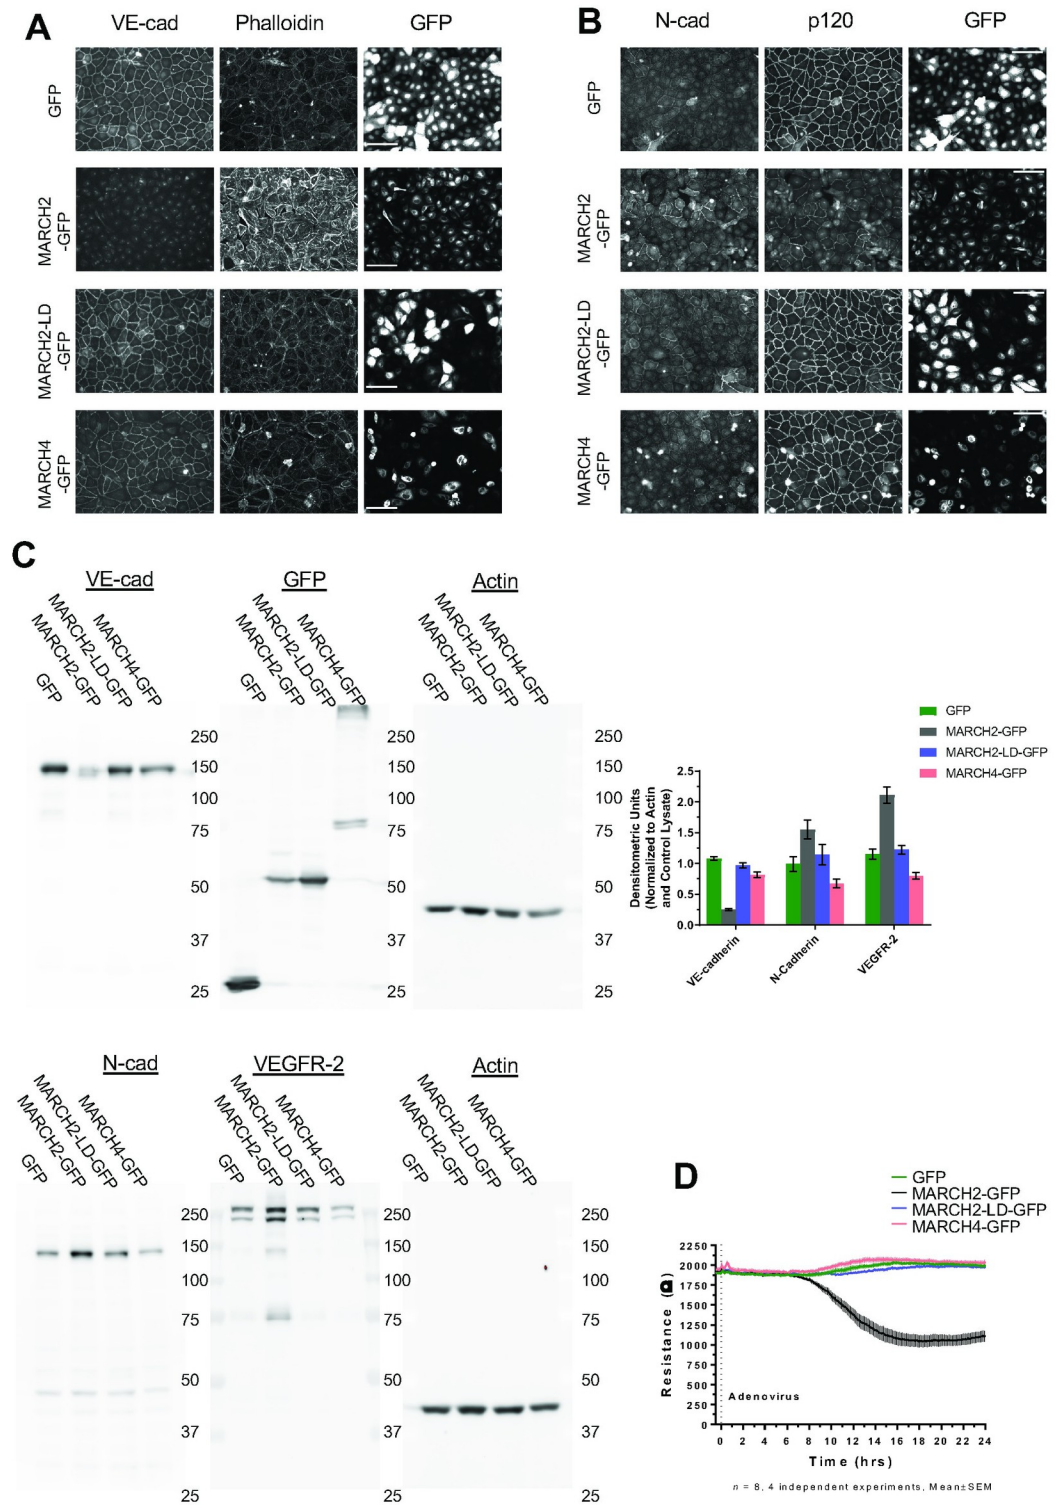 A
VE-cad Phalloidin GFP
GFP
MARCH2
-GFP
MARCH2-LD
-GFP
MARCH4
-GFP
B
N-cad p120 GFP
GFP
MARCH2
-GFP
MARCH2-LD
-GFP
MARCH4
-GFP
C
VE-cad
GFP
MARCH2-GFP
MARCH2-LD-GFP
MARCH4-GFP
250
150
100
75
50
37
25
GFP
GFP
MARCH2-GFP
MARCH2-LD-GFP
MARCH4-GFP
250
150
100
75
50
37
25
Actin
GFP
MARCH2-GFP
MARCH2-LD-GFP
MARCH4-GFP
250
150
100
75
50
37
25
GFP
MARCH2-GFP
MARCH2-LD-GFP
MARCH4-GFP
Densitometric Units
(Normalized to Actin
and Control Lysate)
2.5
2.0
1.5
1.0
0.5
0.0
VE-cadherin
N-Cadherin
VEGFR-2
N-cad
GFP
MARCH2-GFP
MARCH2-LD-GFP
MARCH4-GFP
250
150
100
75
50
37
25
VEGFR-2
GFP
MARCH2-GFP
MARCH2-LD-GFP
MARCH4-GFP
250
150
100
75
50
37
25
Actin
GFP
MARCH2-GFP
MARCH2-LD-GFP
MARCH4-GFP
250
150
100
75
50
37
25
D
GFP
MARCH2-GFP
MARCH2-LD-GFP
MARCH4-GFP
Resistance
2250
2000
1750
1500
1250
1000
750
500
250
0
Adenovirus
0 2 4 6 8 10 12 14 16 18 20 22 24
Time (hrs)
n = 8, 4 independent experiments, Mean±SEM